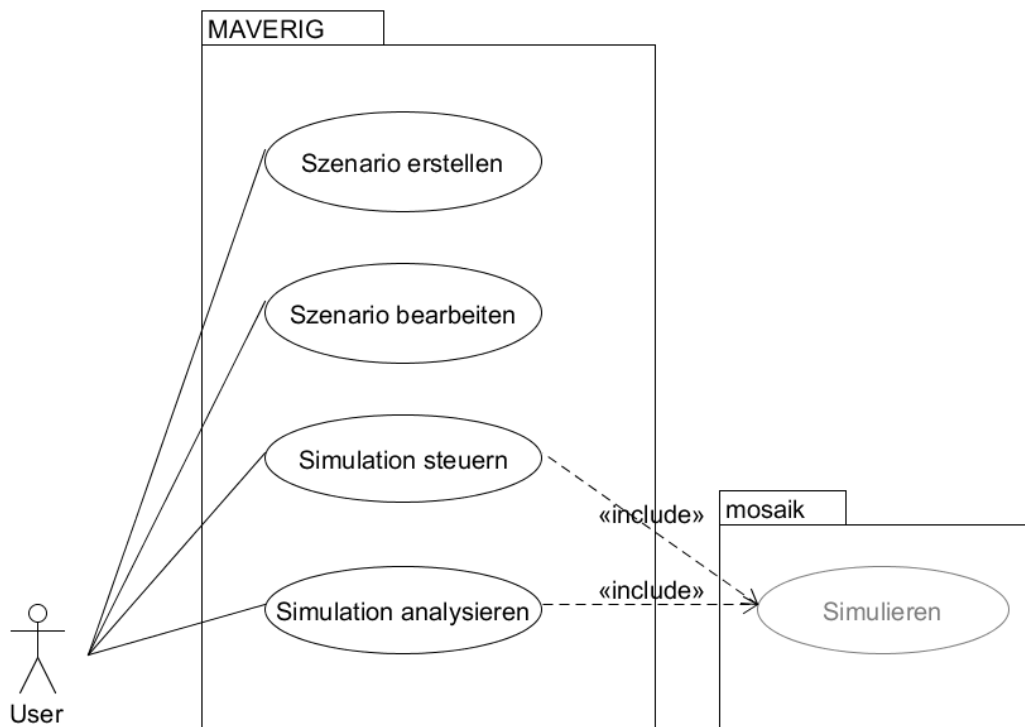 MAVERIG
Szenario erstellen
Szenario bearbeiten
Simulation steuern
«include»
mosaik
Simulation analysieren
«include»
Simulieren
User